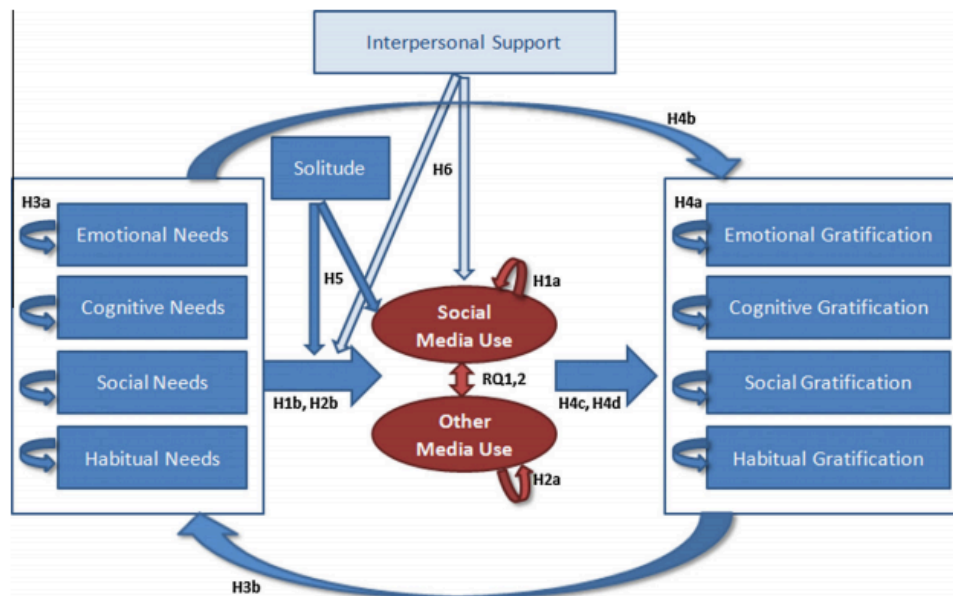 Interpersonal Support
H4b
Solitude
H6
H3a
H4a
Emotional Needs
Emotional Gratification
H5
H1a
Cognitive Needs
Cognitive Gratification
Social
Media Use
Social Needs
Social Gratification
RQ1,2
H1b, H2b
H4c, H4d
Other
Media Use
Habitual Needs
Habitual Gratification
H2a
H3b